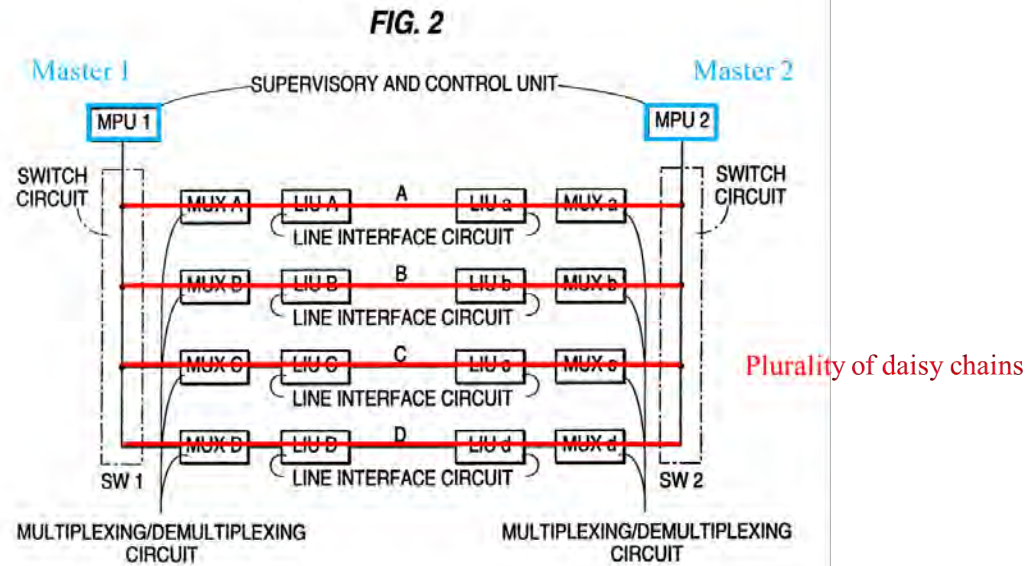 FIG. 2
Master 1
Master 2
SUPERVISORY AND CONTROL UNIT
MPU 1
MPU 2
SWITCH
CIRCUIT
SWITCH
CIRCUIT
MUX A
LIU A
A
LIU a
MUX a
LINE INTERFACE CIRCUIT
MUX B
LIU B
B
LIU b
MUX b
LINE INTERFACE CIRCUIT
MUX C
LIU C
C
MUX c
Plurality of daisy chains
LINE INTERFACE CIRCUIT
MUX D
LIU D
D
LIU d
MUX d
LINE INTERFACE CIRCUIT
SW 1
SW 2
MULTIPLEXING/DEMULTIPLEXING
CIRCUIT
MULTIPLEXING/DEMULTIPLEXING
CIRCUIT